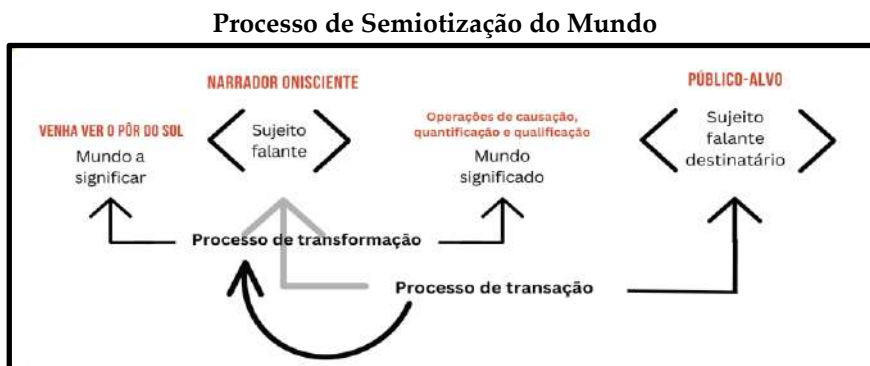 Processo de Semiotização do Mundo
NARRADOR ONISCIENTE
PÚBLICO-ALVO
VENHA VER O PÔR DO SOL
Mundo a
significar
Sujeito
falante
Operações de causação,
quantificação e qualificação
Mundo
significado
Sujeito
falante
destinatário
Processo de transformação
Processo de transação